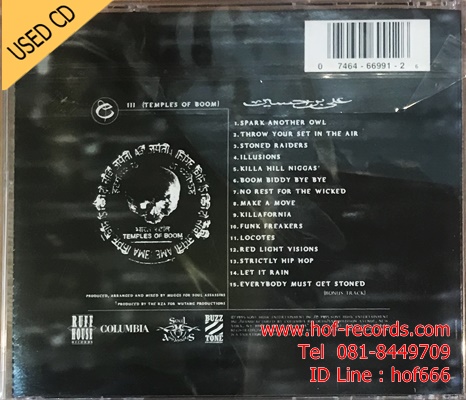 USED CD
0 7464-66991-2 6
III (TEMPLES OF BOOM)
1.SPARK ANOTHER OWL
2.THROW YOUR SET IN THE AIR
3.STONED RAIDERS
4.ILLUSIONS
5.KILLA HILL NIGGAS*
6.BOOM BIDDY BYE BYE
7.NO REST FOR THE WICKED
8.MAKE A MOVE
9.KILLAFORNIA
10.FUNK FREAKERS
11.LOCOTES
12.RED LIGHT VISIONS
13.STRICTLY HIP HOP
14.LET IT RAIN
15.EVERYBODY MUST GET STONED
(BONUS TRACK)
TEMPLES OF BOOM
PRODUCED, ARRANGED AND MIXED BY MUGGS FOR SOUL ASSASSINS
*PRODUCED BY THE RZA FOR WUTANG PRODUCTIONS
RUFF HOUSE RECORDS
COLUMBIA
BUZZ TONE
www.hof-records.com
Tel 081-8449709
ID Line : hof666